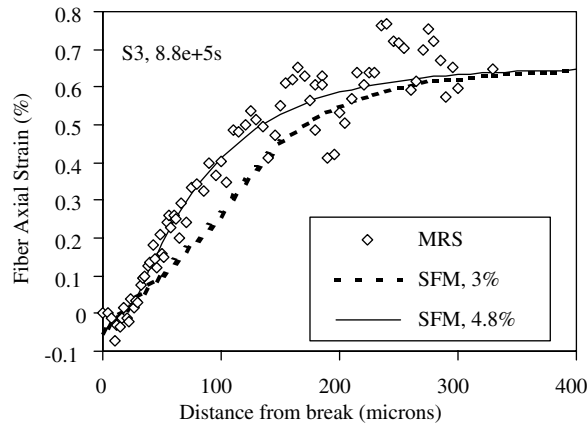 0.8
0.7
0.6
0.5
0.4
0.3
0.2
0.1
0
-0.1
Fiber Axial Strain (%)
S3, 8.8e+5s
MRS
SFM, 3%
SFM, 4.8%
0 100 200 300 400
Distance from break (microns)